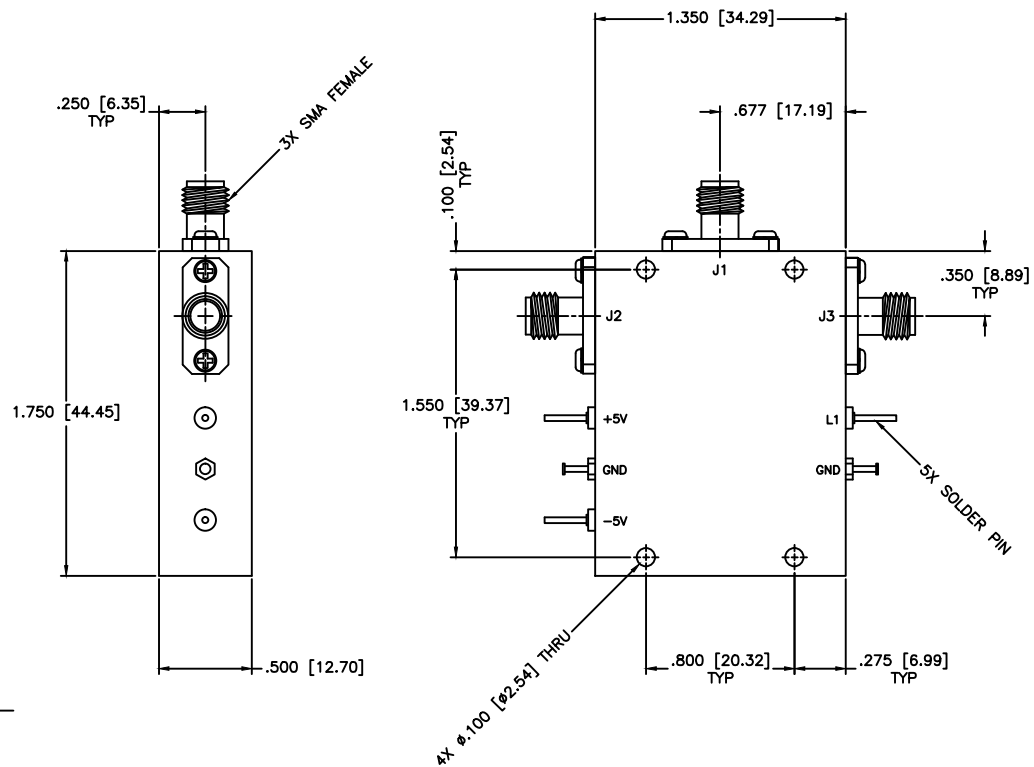 1.350 [34.29]
.250 [6.35]
TYP
3X SMA FEMALE
.677 [17.19]
.100 [2.54]
TYP
J1
.350 [8.89]
TYP
J2
J3
1.750 [44.45]
1.550 [39.37]
TYP
+5V
L1
GND
GND
5X SOLDER PIN
-5V
4X ø.100 [ø2.54] THRU
.500 [12.70]
.800 [20.32]
TYP
.275 [6.99]
TYP